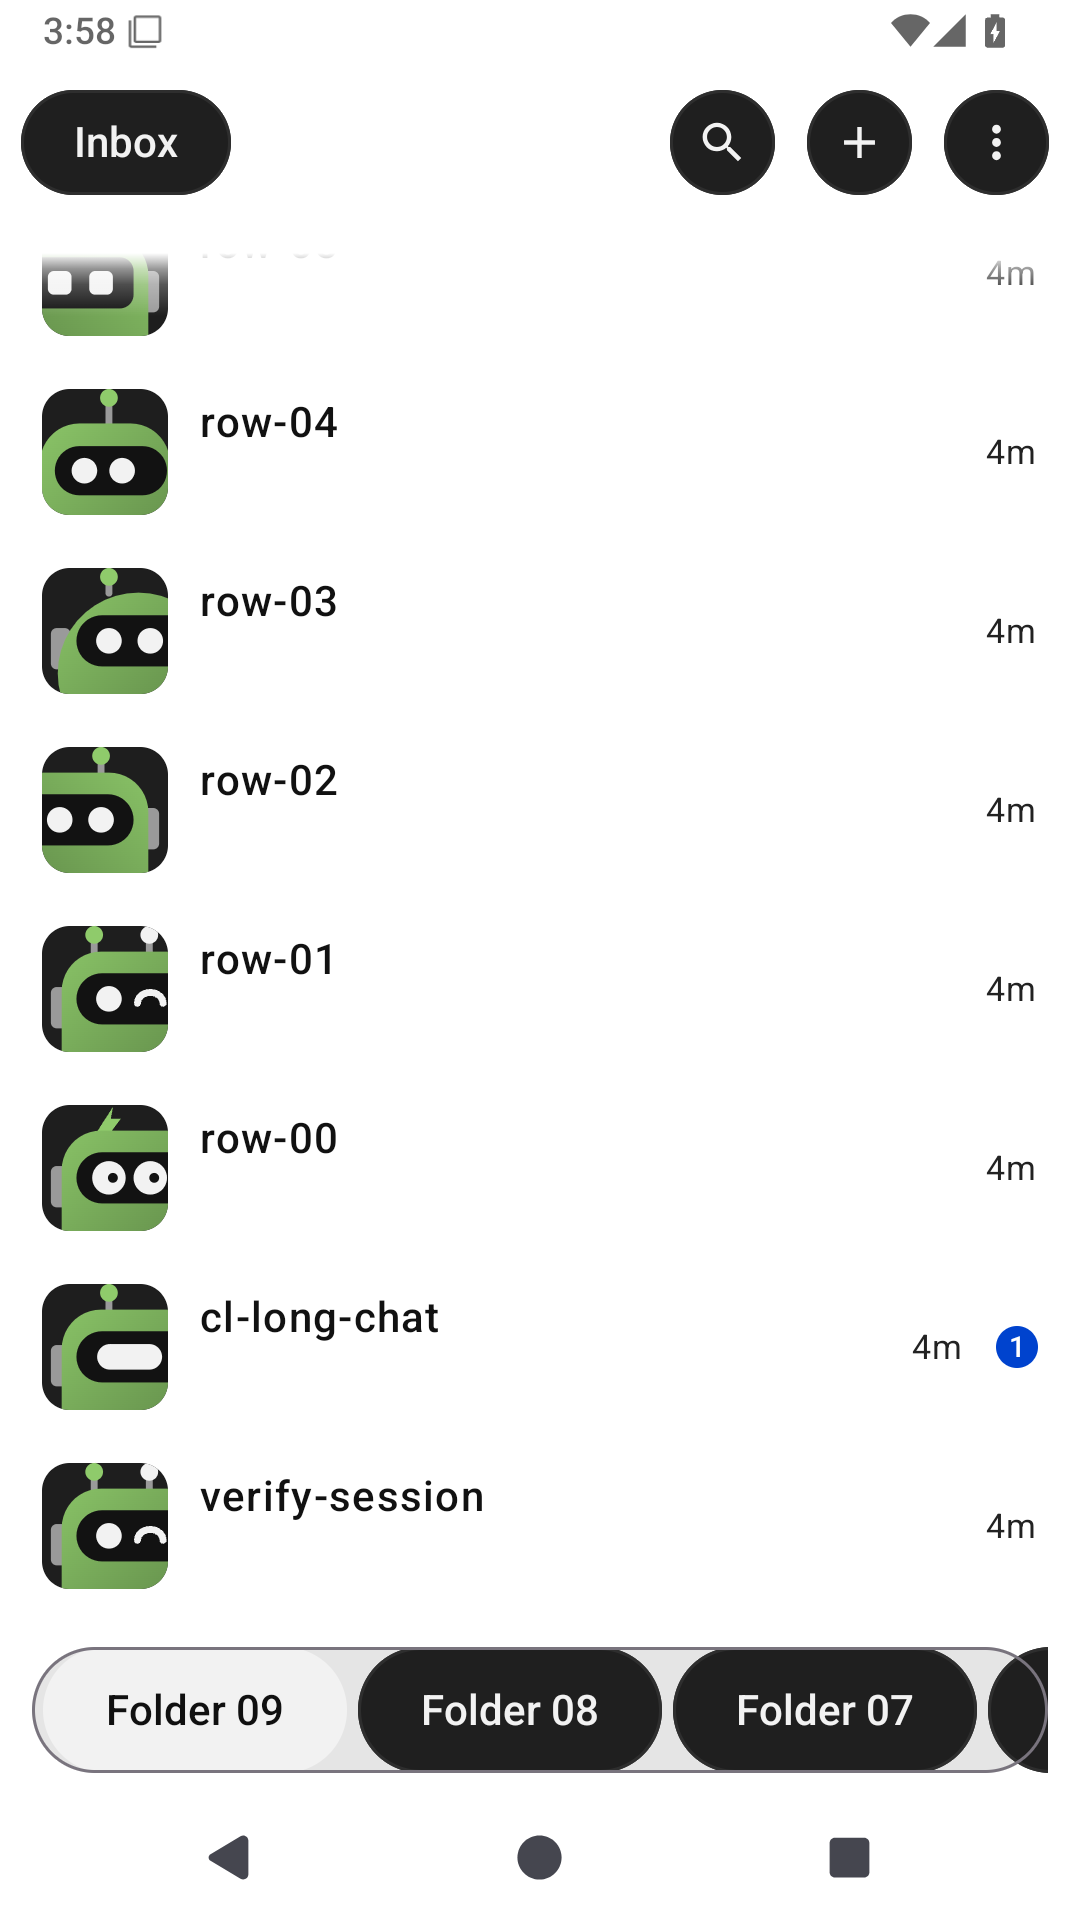 3:58
Inbox
4m
row-04
4m
row-03
4m
row-02
4m
row-01
4m
row-00
4m
cl-long-chat
4m 1
verify-session
4m
Folder 09 Folder 08 Folder 07